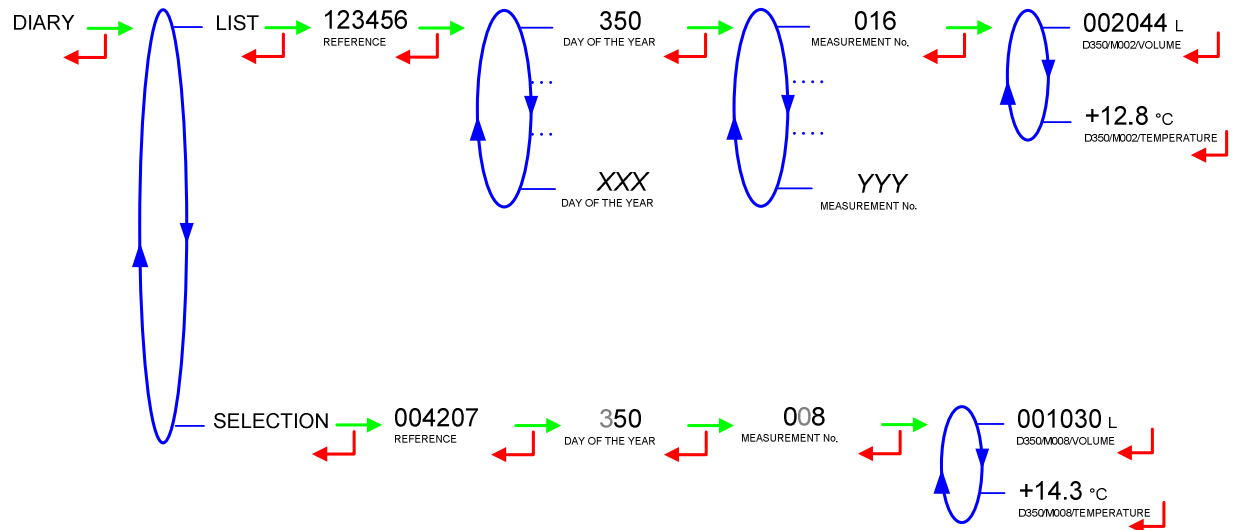 DIARY
LIST
123456
REFERENCE
350
DAY OF THE YEAR
XXX
DAY OF THE YEAR
016
MEASUREMENT No.
YYY
MEASUREMENT No.
002044 L
D350/M002/VOLUME
+12.8 °C
D350/M002/TEMPERATURE
SELECTION
004207
REFERENCE
350
DAY OF THE YEAR
008
MEASUREMENT No.
001030 L
D350/M008/VOLUME
+14.3 °C
D350/M008/TEMPERATURE